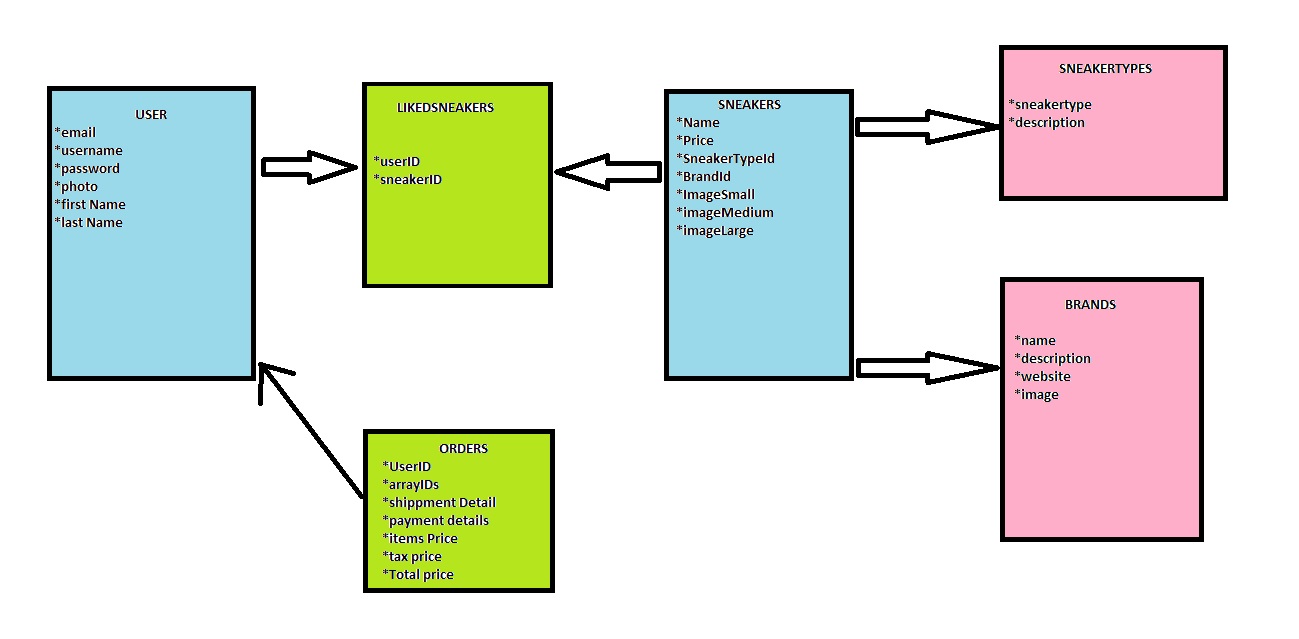 USER
*email
*username
*password
*photo
*first Name
*last Name
LIKEDSNEAKERS
*userID
*sneakerID
SNEAKERS
*Name
*Price
*SneakerTypeId
*BrandId
*ImageSmall
*imageMedium
*imageLarge
SNEAKERTYPES
*sneakertype
*description
BRANDS
*name
*description
*website
*image
ORDERS
*UserID
*arrayIDs
*shippment Detail
*payment details
*items Price
*tax price
*Total price